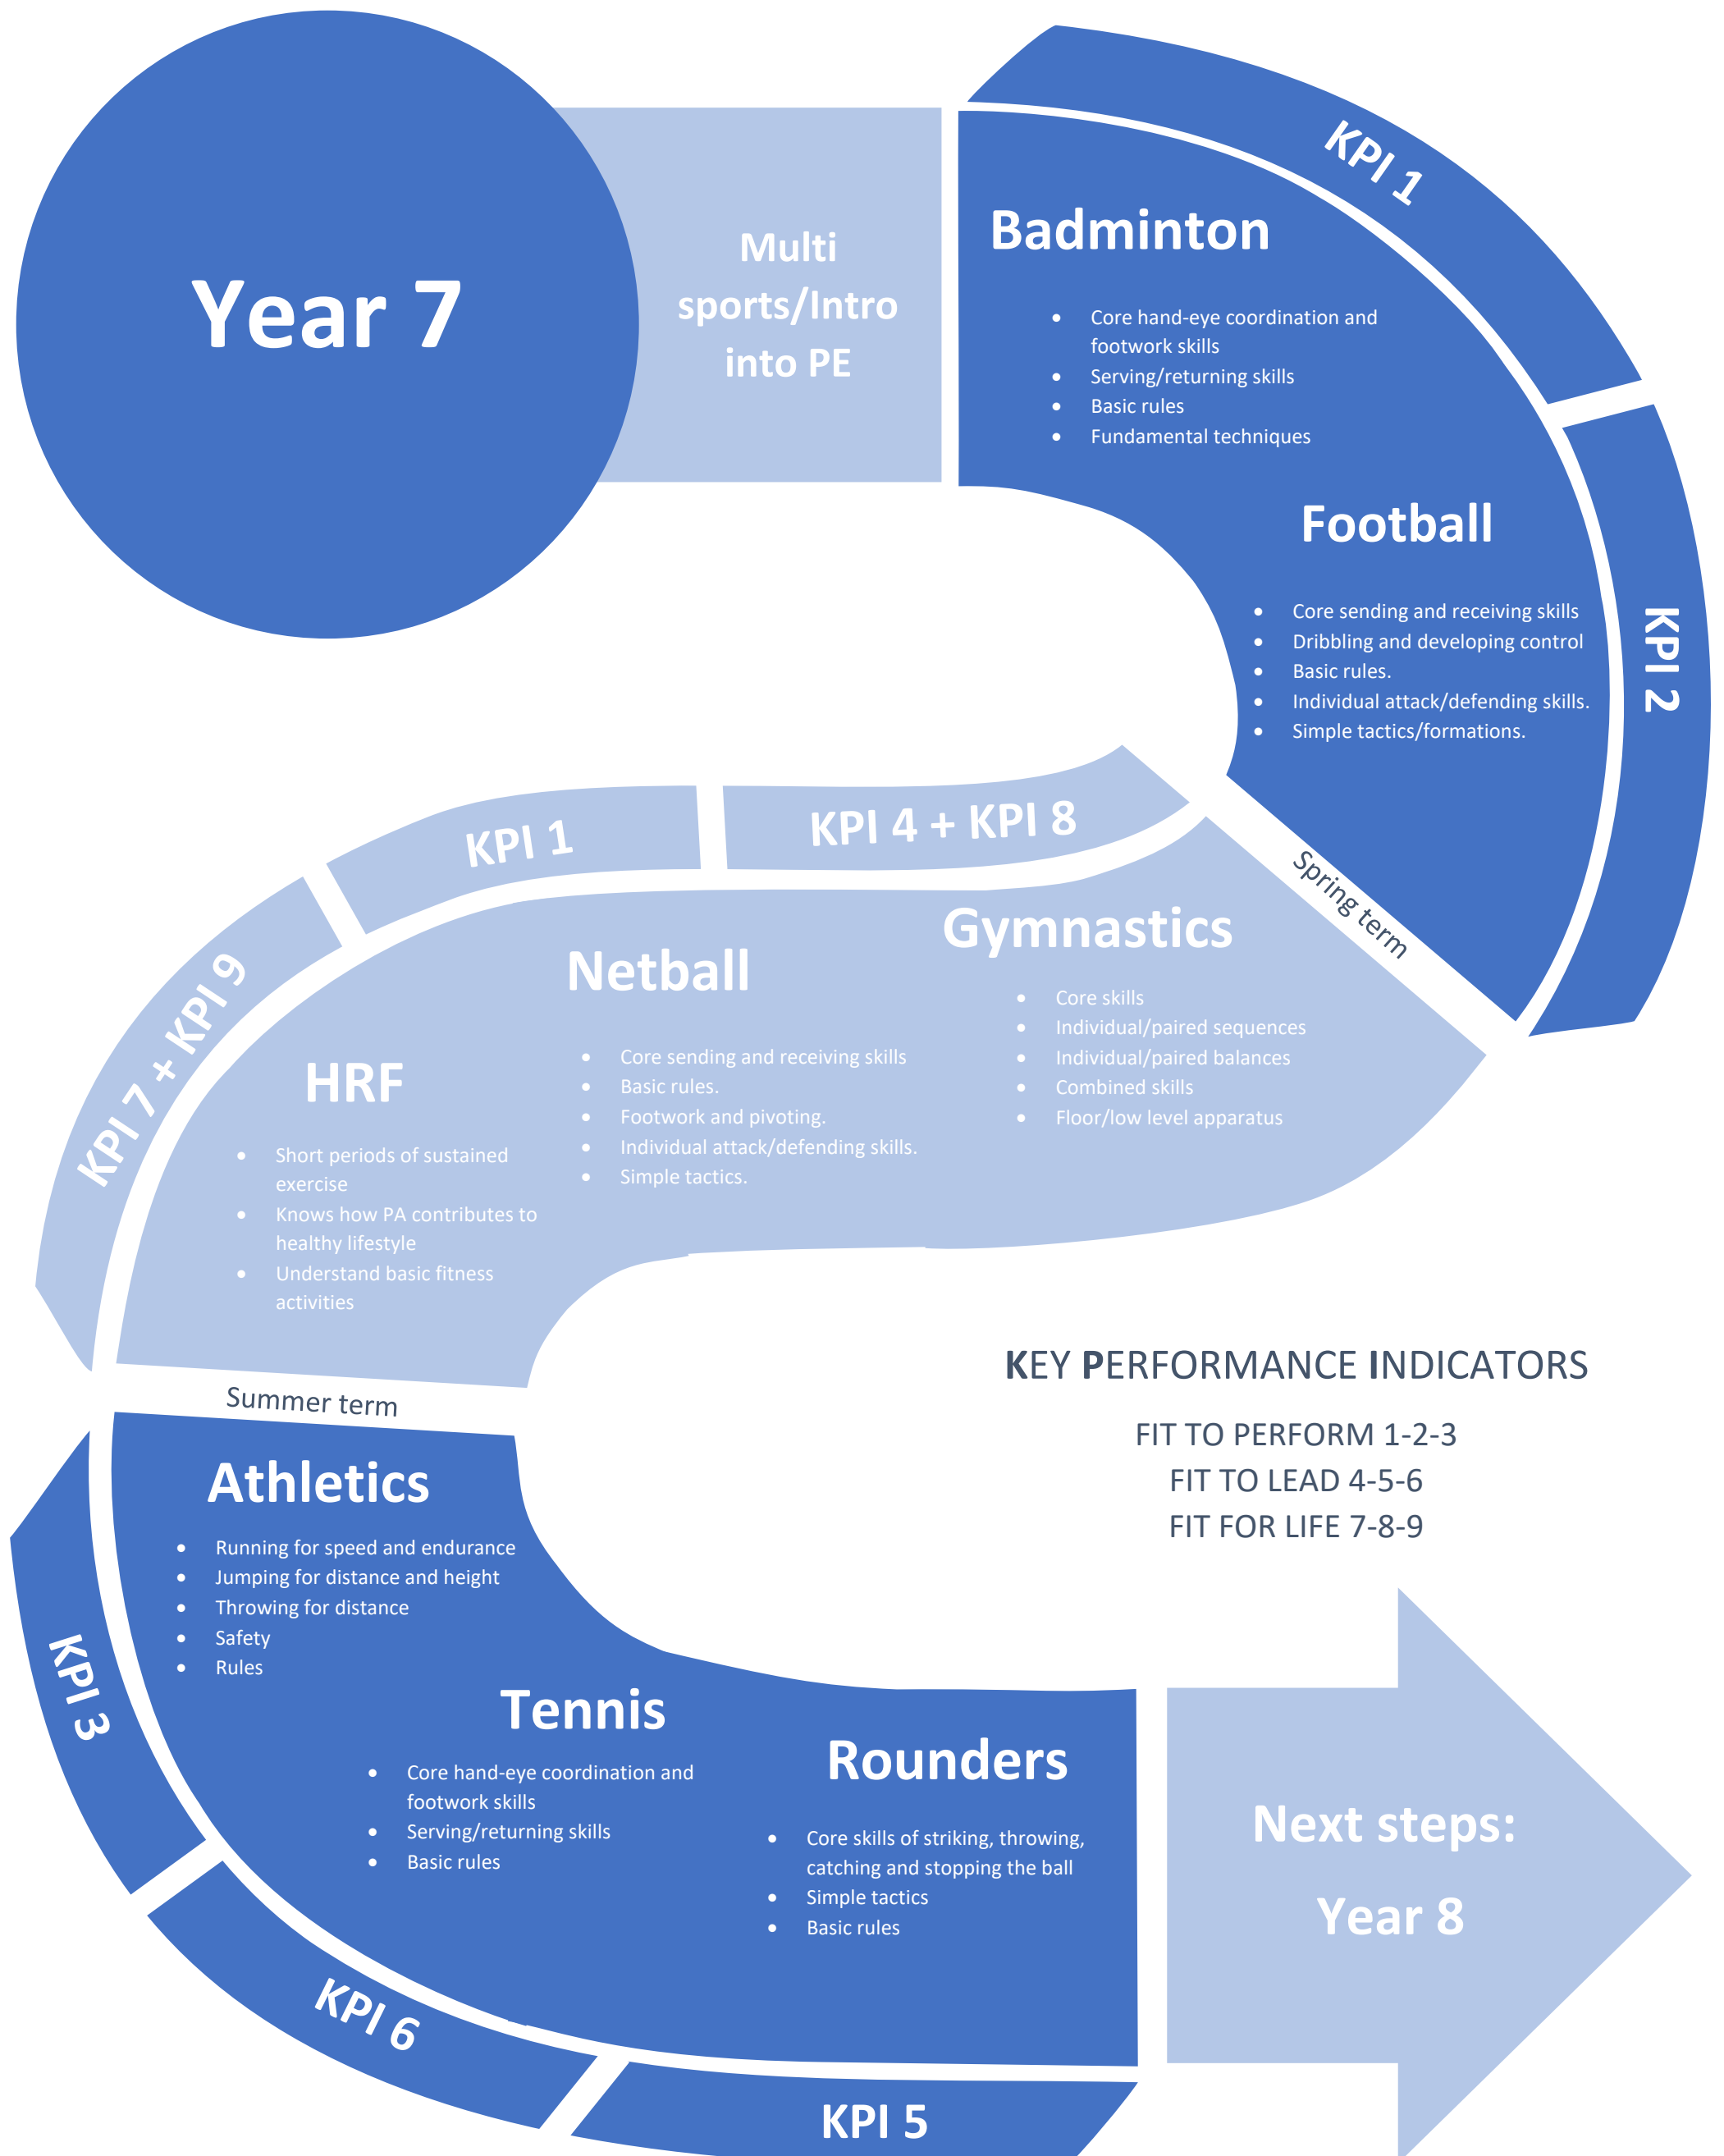 Year 7
Multi
sports/Intro
into PE
KPI 1
Badminton
• Core hand-eye coordination and
footwork skills
• Serving/returning skills
• Basic rules
• Fundamental techniques
KPI 2
Football
• Core sending and receiving skills
• Dribbling and developing control
• Basic rules.
• Individual attack/defending skills.
• Simple tactics/formations.
Spring term
KPI 4 + KPI 8
Gymnastics
• Core skills
• Individual/paired sequences
• Individual/paired balances
• Combined skills
• Floor/low level apparatus
KPI 1
Netball
• Core sending and receiving skills
• Basic rules.
• Footwork and pivoting.
• Individual attack/defending skills.
• Simple tactics.
KPI 7 + KPI 9
HRF
• Short periods of sustained
exercise
• Knows how PA contributes to
healthy lifestyle
• Understand basic fitness
activities
Summer term
KEY PERFORMANCE INDICATORS
FIT TO PERFORM 1-2-3
FIT TO LEAD 4-5-6
FIT FOR LIFE 7-8-9
KPI 3
Athletics
• Running for speed and endurance
• Jumping for distance and height
• Throwing for distance
• Safety
• Rules
KPI 6
Tennis
• Core hand-eye coordination and
footwork skills
• Serving/returning skills
• Basic rules
KPI 5
Rounders
• Core skills of striking, throwing,
catching and stopping the ball
• Simple tactics
• Basic rules
Next steps:
Year 8